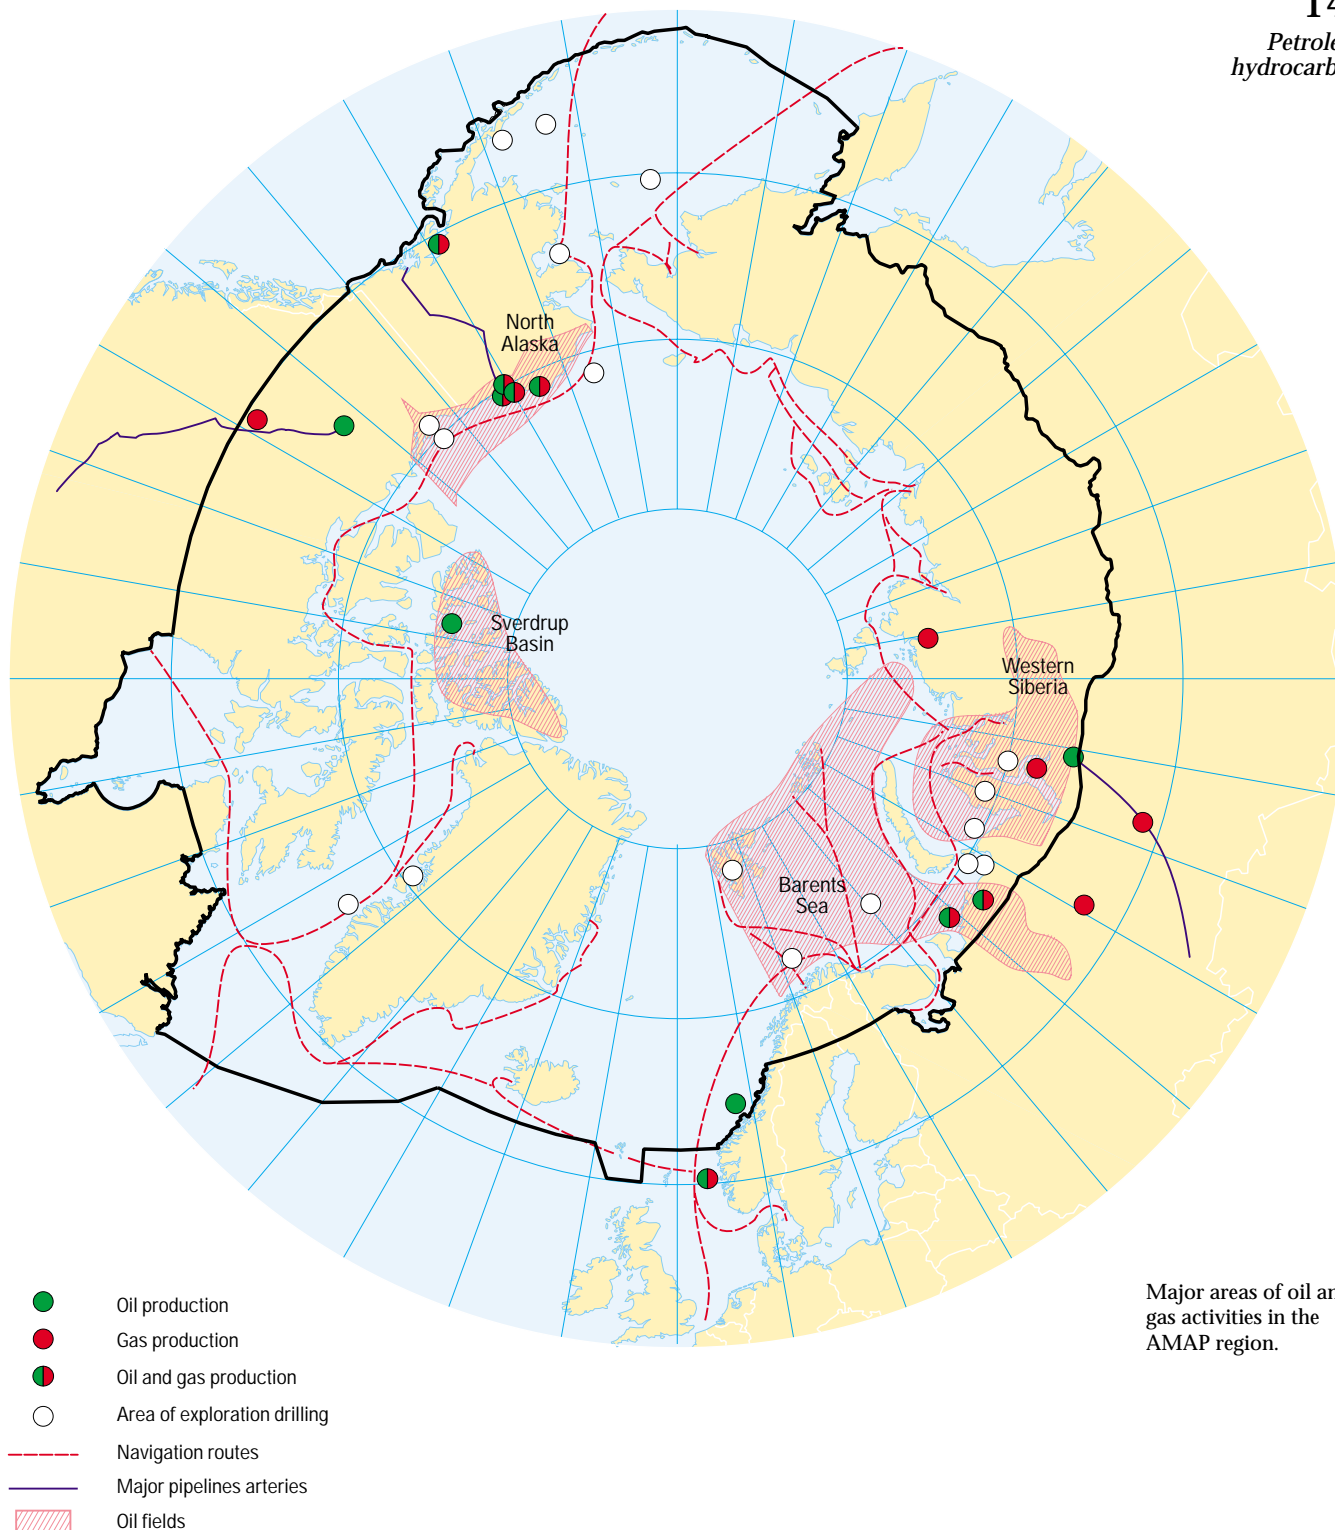 Petrole
hydrocarb
North
Alaska
Sverdrup
Basin
Western
Siberia
Barents
Sea
Oil production
Gas production
Oil and gas production
Area of exploration drilling
Navigation routes
Major pipelines arteries
Oil fields
Major areas of oil an
gas activities in the
AMAP region.